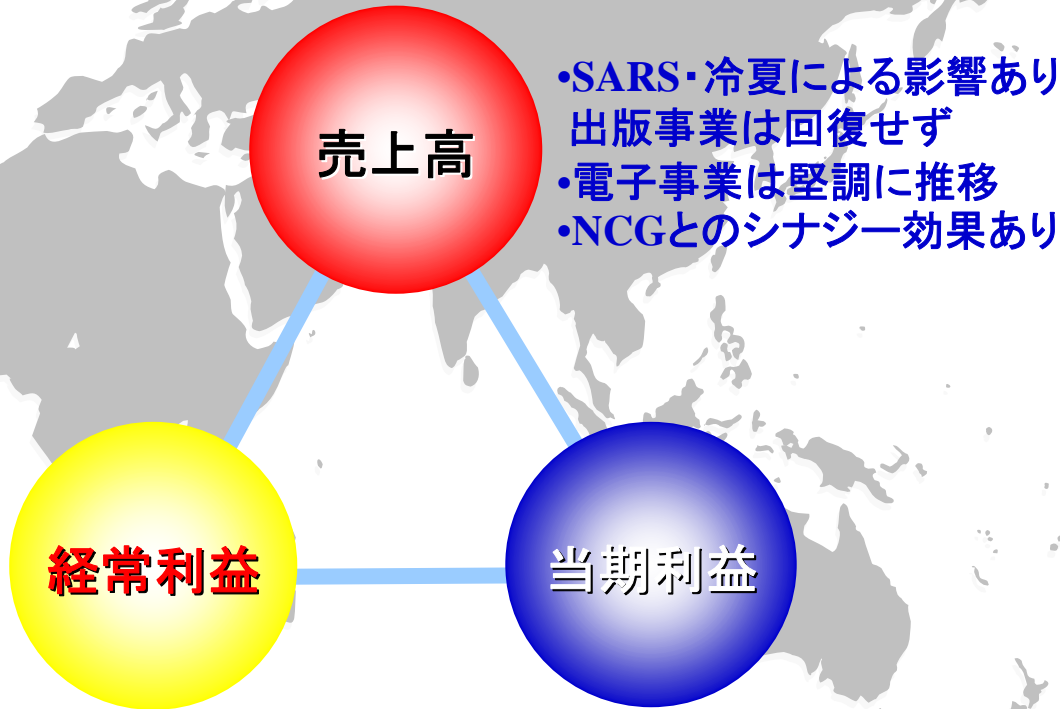 売上高
•SARS・冷夏による影響あり
出版事業は回復せず
•電子事業は堅調に推移
•NCGとのシナジー効果あり
経常利益
当期利益